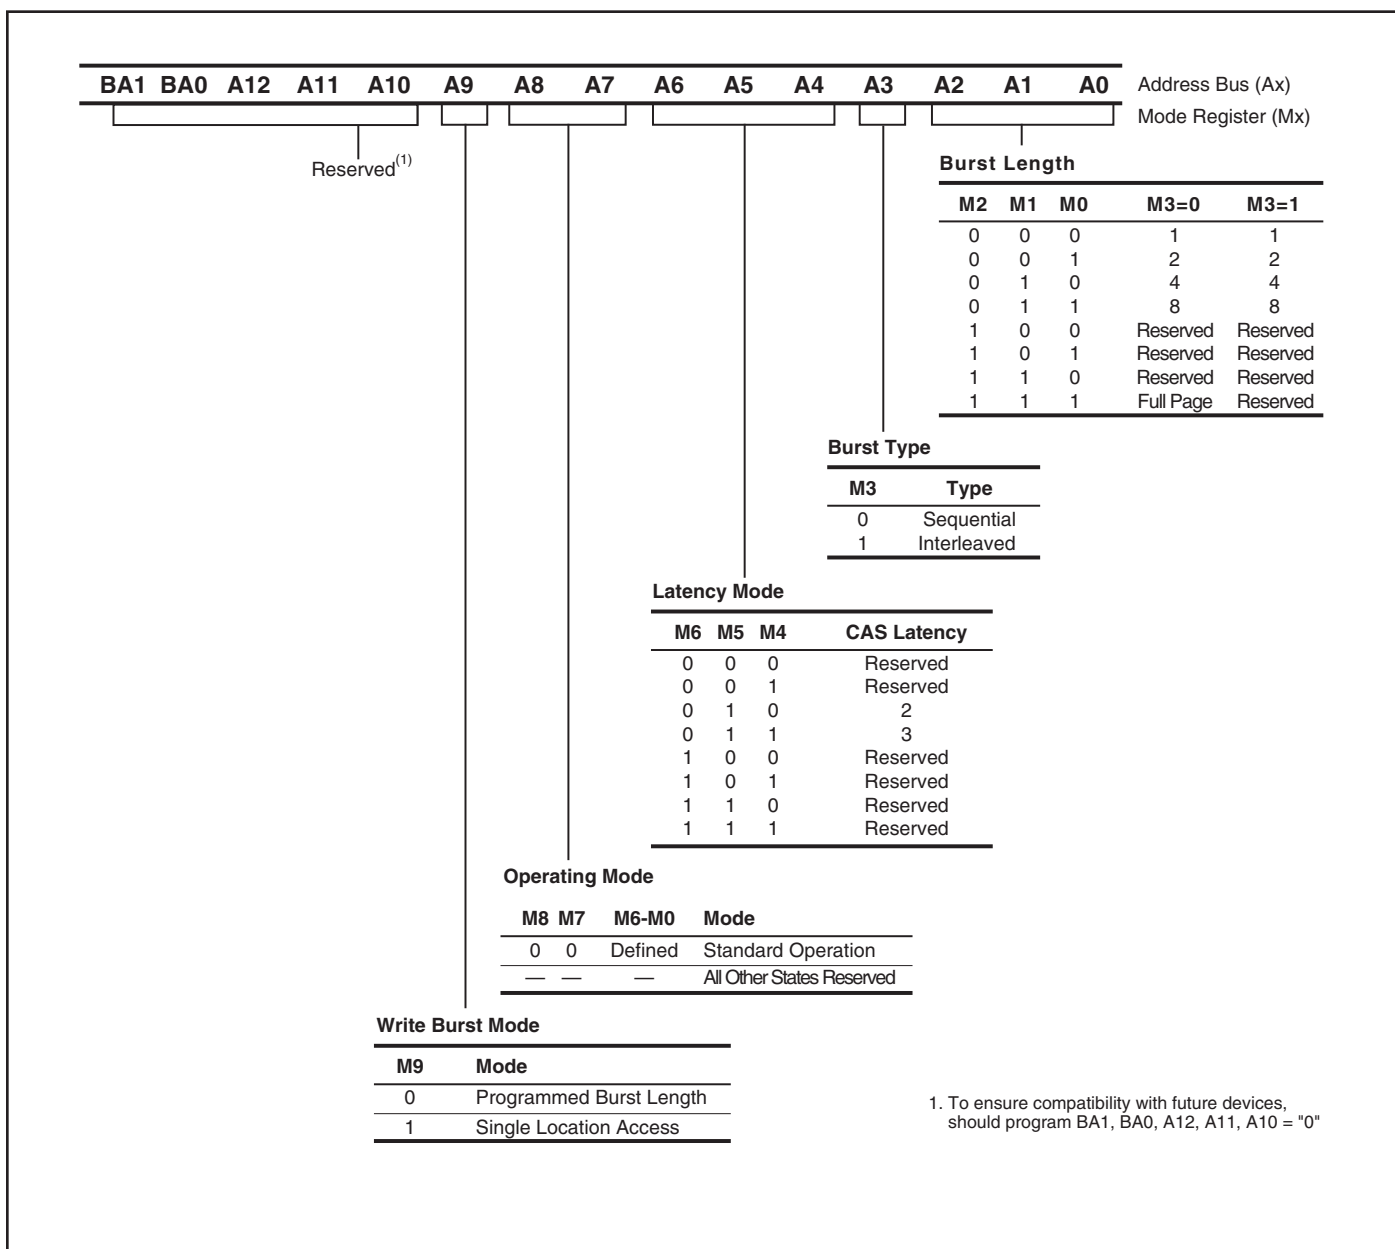 BA1 BA0 A12 A11 A10 A9 A8 A7 A6 A5 A4 A3 A2 A1 A0 Address Bus (Ax)
Mode Register (Mx)
Reserved(1)
Burst Length
M2 M1 M0 M3=0 M3=1
0 0 0 1 1
0 0 1 2 2
0 1 0 4 4
0 1 1 8 8
1 0 0 Reserved Reserved
1 0 1 Reserved Reserved
1 1 0 Reserved Reserved
1 1 1 Full Page Reserved
Burst Type
M3 Type
0 Sequential
1 Interleaved
Latency Mode
M6 M5 M4 CAS Latency
0 0 0 Reserved
0 0 1 Reserved
0 1 0 2
0 1 1 3
1 0 0 Reserved
1 0 1 Reserved
1 1 0 Reserved
1 1 1 Reserved
Operating Mode
M8 M7 M6-M0 Mode
0 0 Defined Standard Operation
— — — All Other States Reserved
Write Burst Mode
M9 Mode
0 Programmed Burst Length
1 Single Location Access
1. To ensure compatibility with future devices,
should program BA1, BA0, A12, A11, A10 = "0"